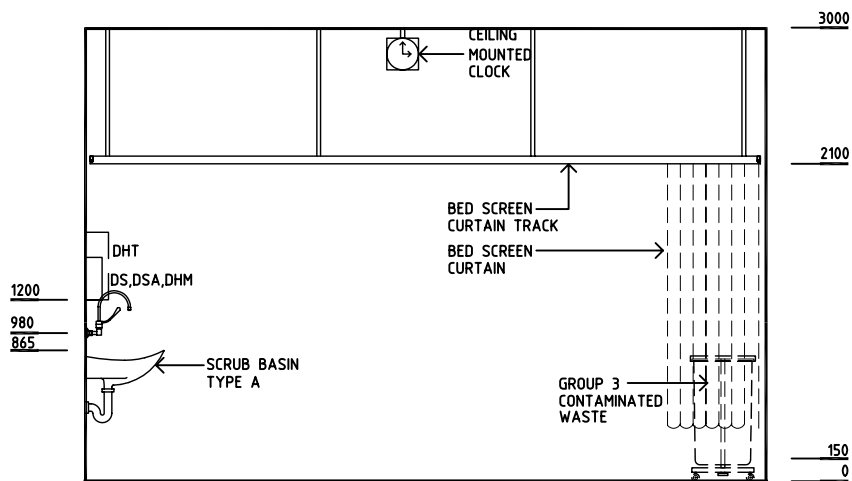 3000
CEILING
MOUNTED
CLOCK
2100
BED SCREEN
CURTAIN TRACK
BED SCREEN
CURTAIN
DHT
DS,DSA,DHM
1200
980
865
SCRUB BASIN
TYPE A
GROUP 3
CONTAMINATED
WASTE
150
0